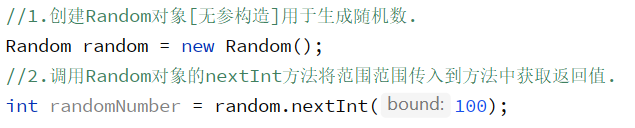 //1.创建Random对象[无参构造]用于生成随机数.
Random random = new Random();
//2.调用Random对象的nextInt方法将范围范围传入到方法中获取返回值.
int randomNumber = random.nextInt( bound: 100);